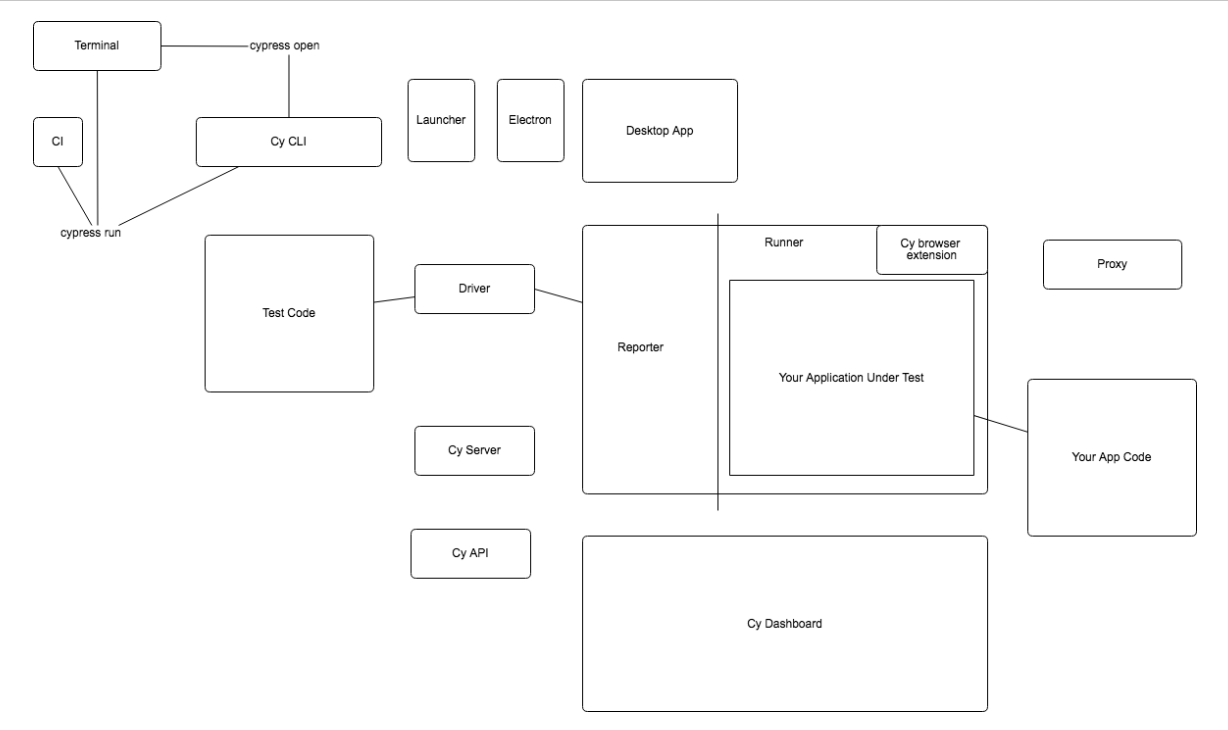 Terminal
cypress open
Launcher
Electron
Desktop App
CI
Cy CLI
cypress run
Runner
Cy browser
extension
Proxy
Driver
Test Code
Reporter
Your Application Under Test
Cy Server
Your App Code
Cy API
Cy Dashboard